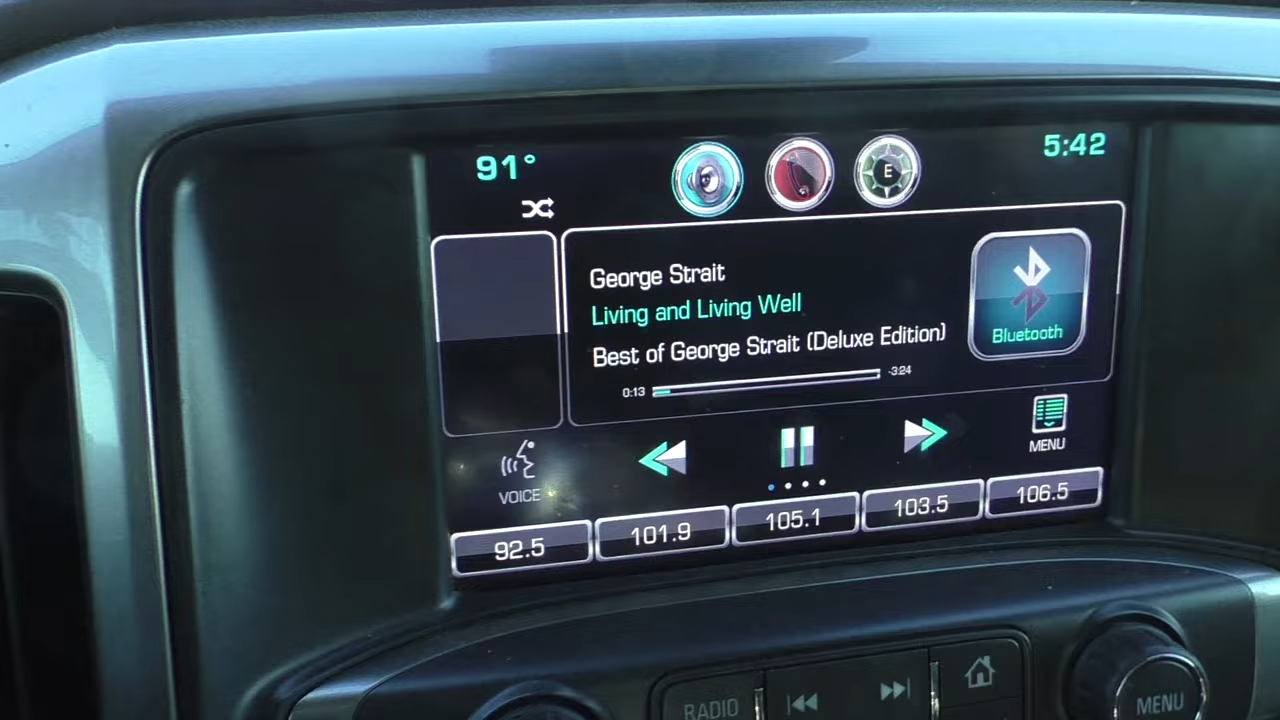 91°
E
5:42
George Strait
Living and Living Well
Best of George Strait (Deluxe Edition)
0:13
-3:24
Bluetooth
VOICE
MENU
92.5
101.9
105.1
103.5
106.5
RADIO
MENU